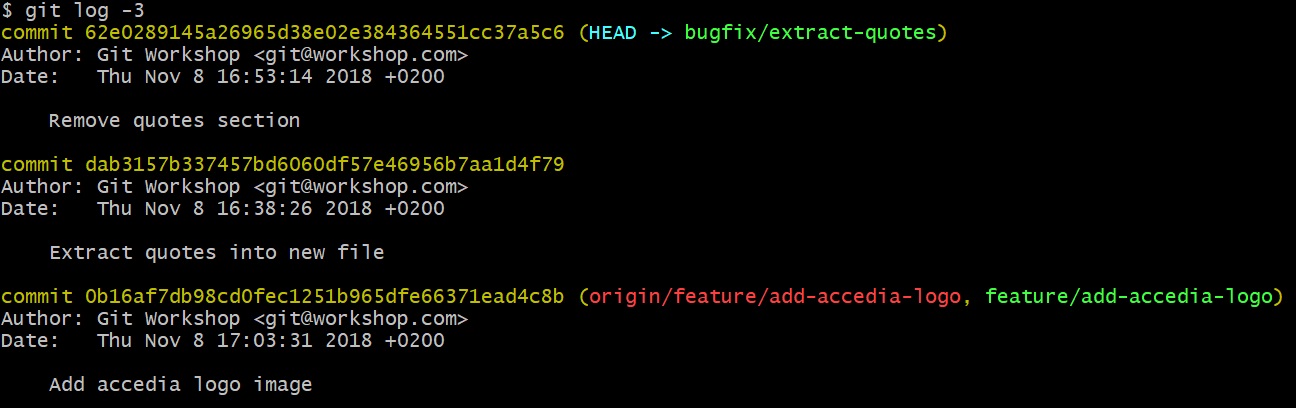 $ git log -3
commit 62e0289145a26965d38e02e384364551cc37a5c6 (HEAD -> bugfix/extract-quotes)
Author: Git Workshop <git@workshop.com>
Date:   Thu Nov 8 16:53:14 2018 +0200
Remove quotes section
commit dab3157b337457bd6060df57e46956b7aa1d4f79
Author: Git Workshop <git@workshop.com>
Date:   Thu Nov 8 16:38:26 2018 +0200
Extract quotes into new file
commit 0b16af7db98cd0fec1251b965dfe66371ead4c8b (origin/feature/add-accedia-logo, feature/add-accedia-logo)
Author: Git Workshop <git@workshop.com>
Date:   Thu Nov 8 17:03:31 2018 +0200
Add accedia logo image